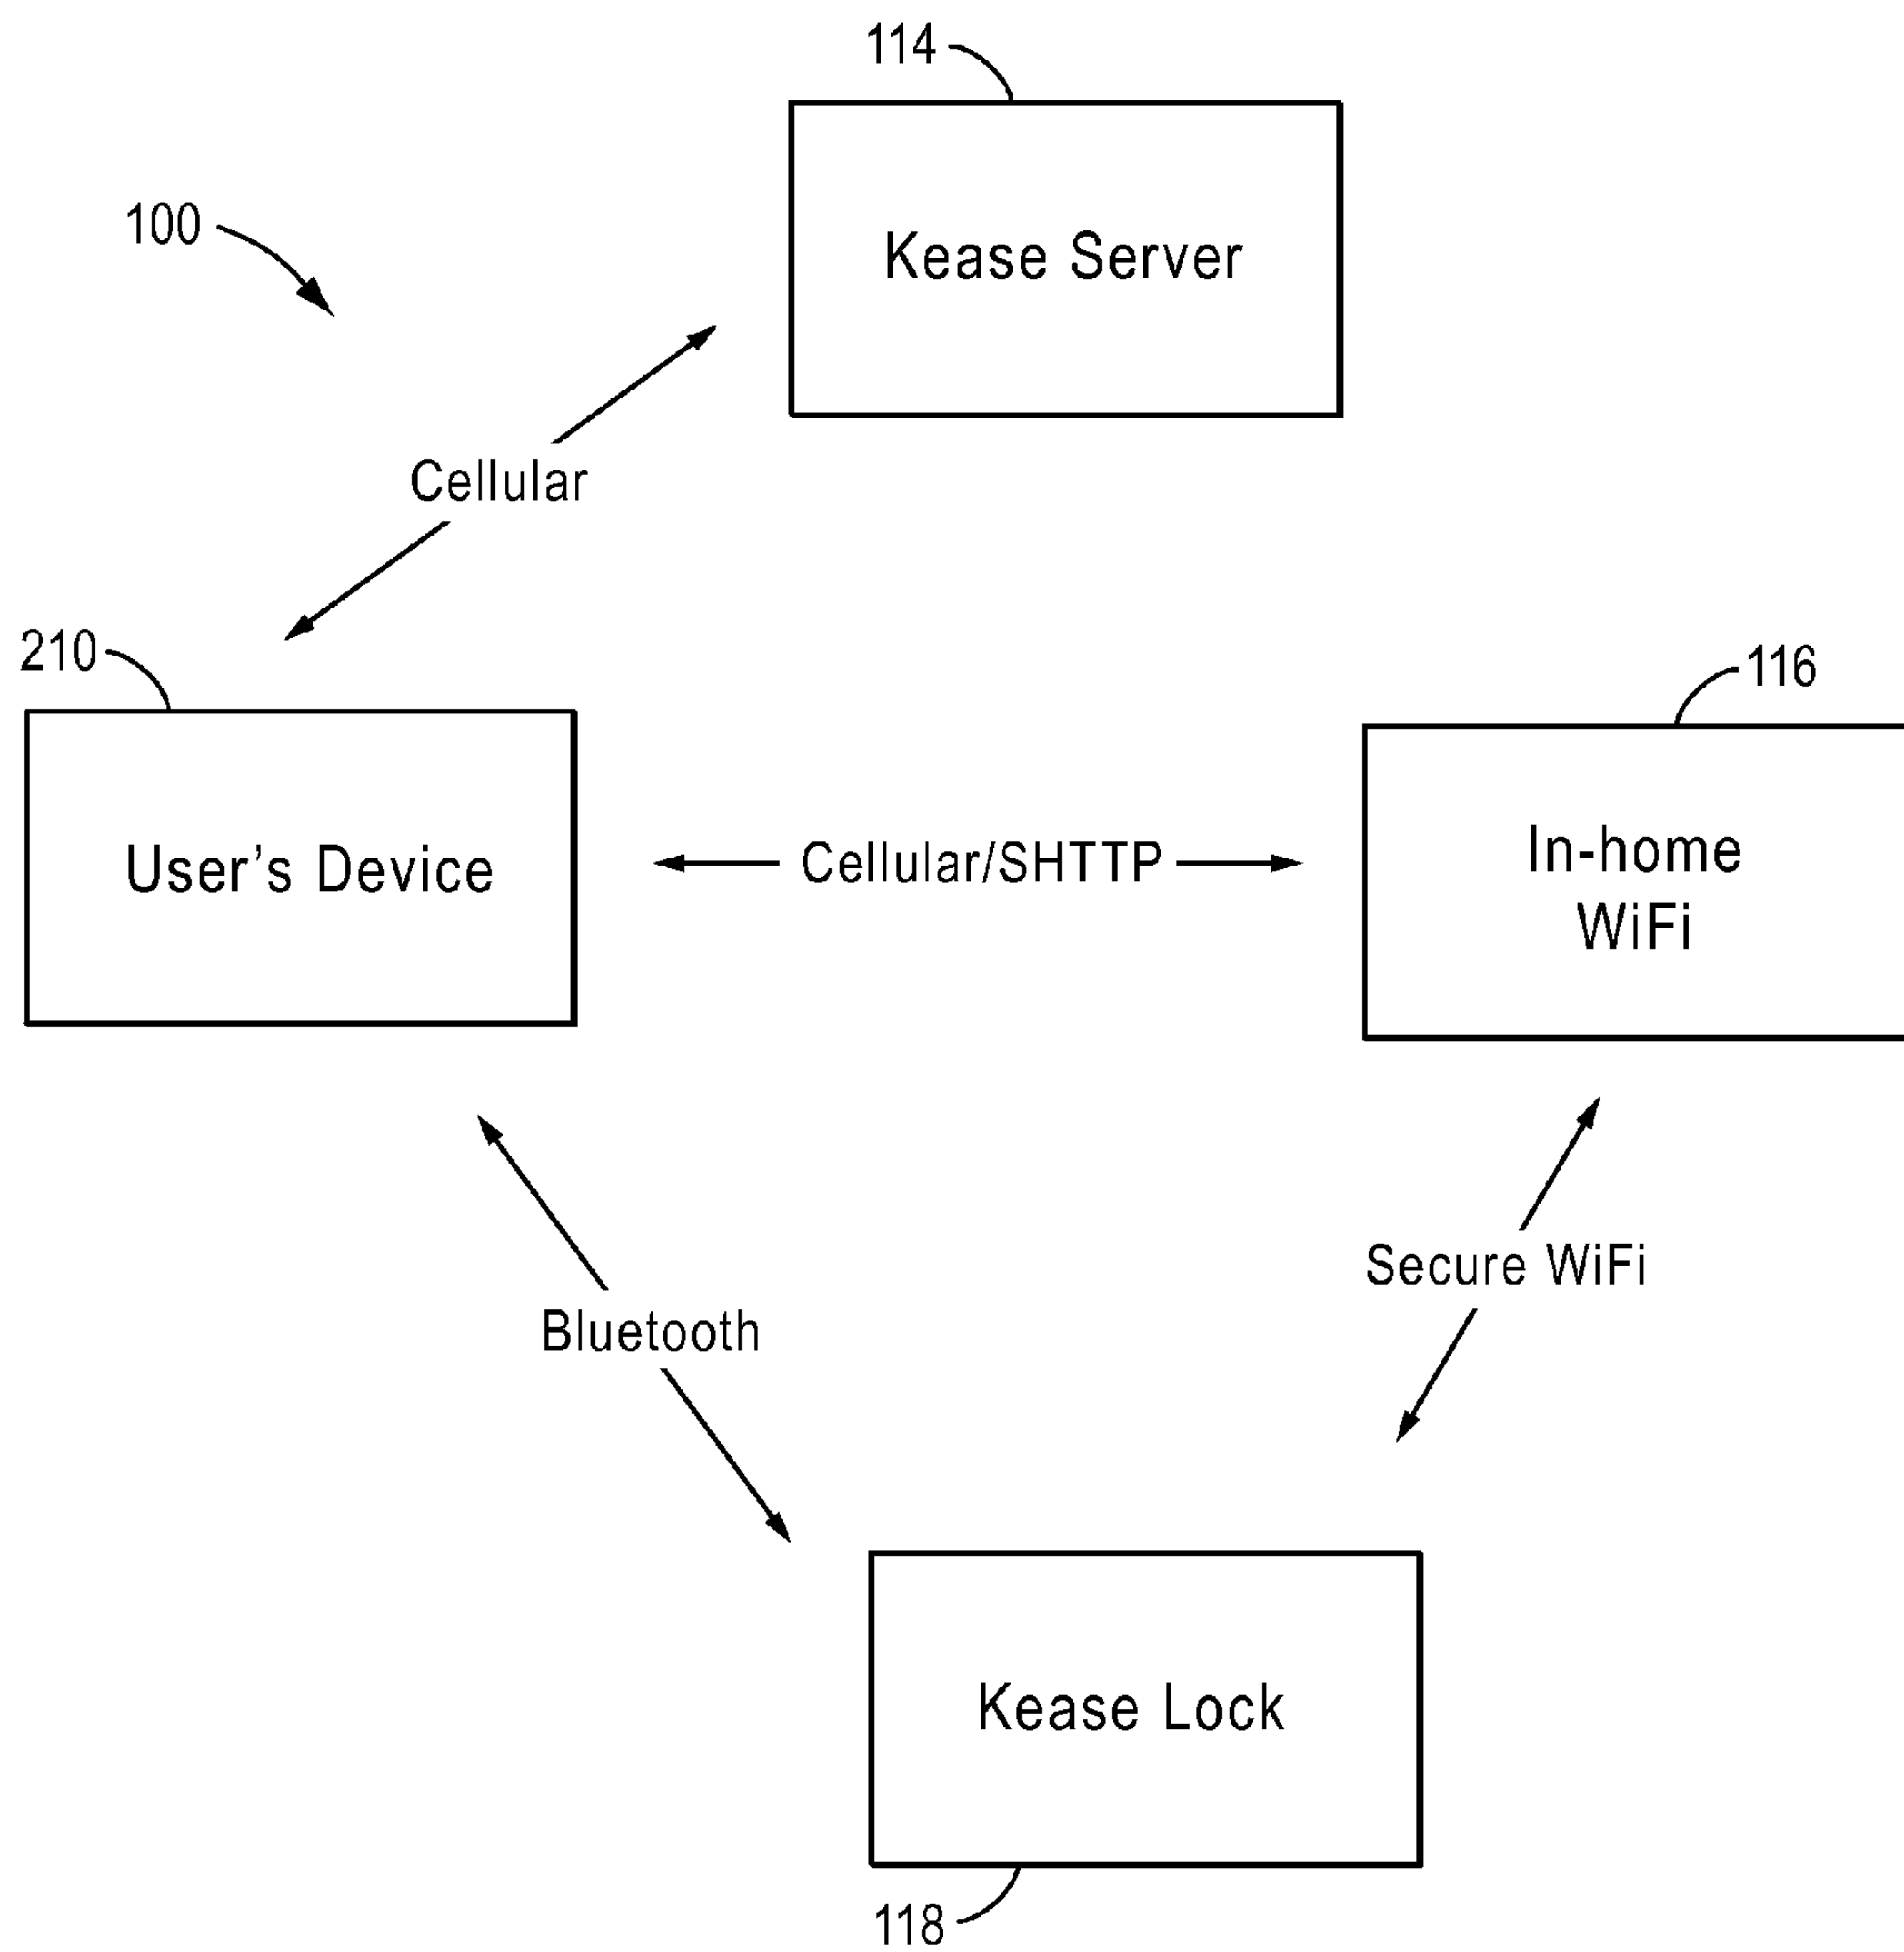 114
100
Kease Server
Cellular
210
116
User's Device
Cellular/SHTTP
In-home
WiFi
Secure WiFi
Bluetooth
Kease Lock
118